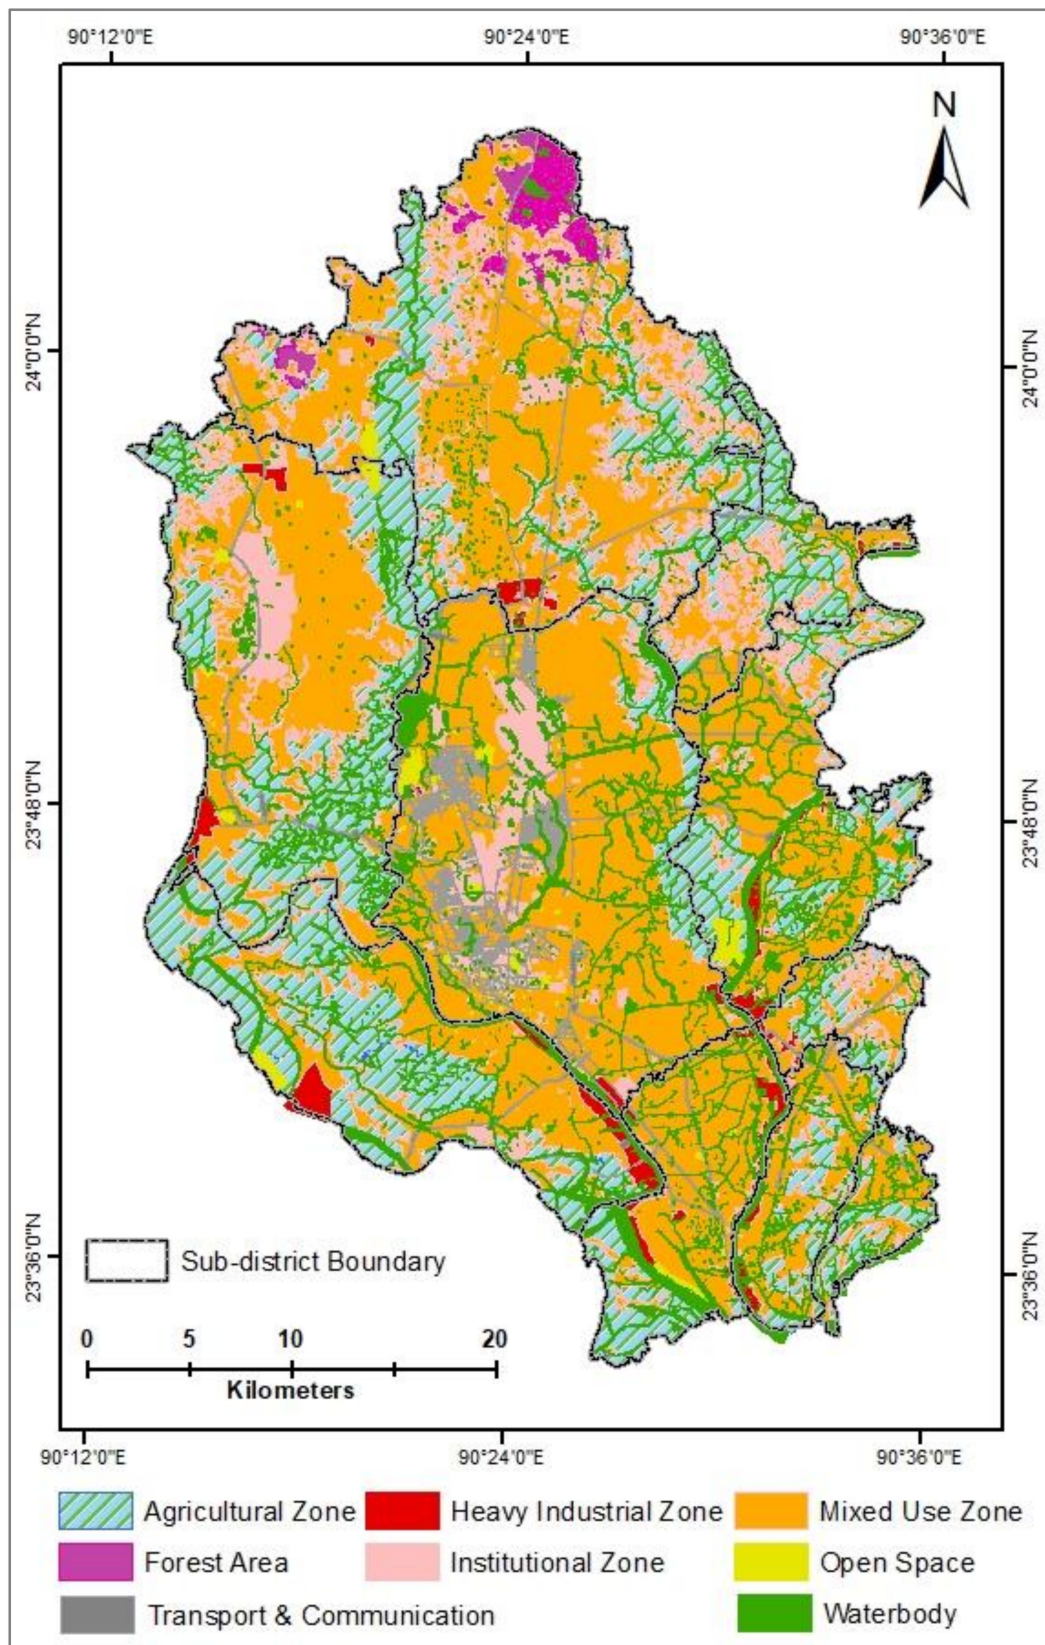 90°12'0"E 90°24'0"E 90°36'0"E
N
24°0'0"N
24°0'0"N
23°48'0"N
23°48'0"N
23°36'0"N
23°36'0"N
Sub-district Boundary
0 5 10 20
Kilometers
90°12'0"E 90°24'0"E 90°36'0"E
Agricultural Zone Heavy Industrial Zone Mixed Use Zone
Forest Area Institutional Zone Open Space
Transport & Communication Waterbody